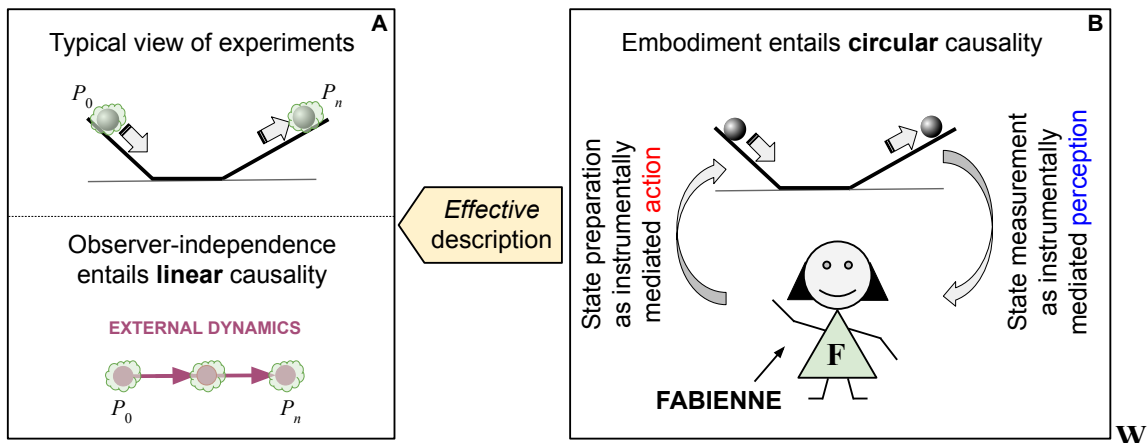 A
Typical view of experiments
P0
Pn
Observer-independence
entails linear causality
EXTERNAL DYNAMICS
P0
Pn
Effective
description
B
Embodiment entails circular causality
State preparation
as instrumentally
mediated action
State measurement
as instrumentally
mediated perception
F
FABIENNE
W